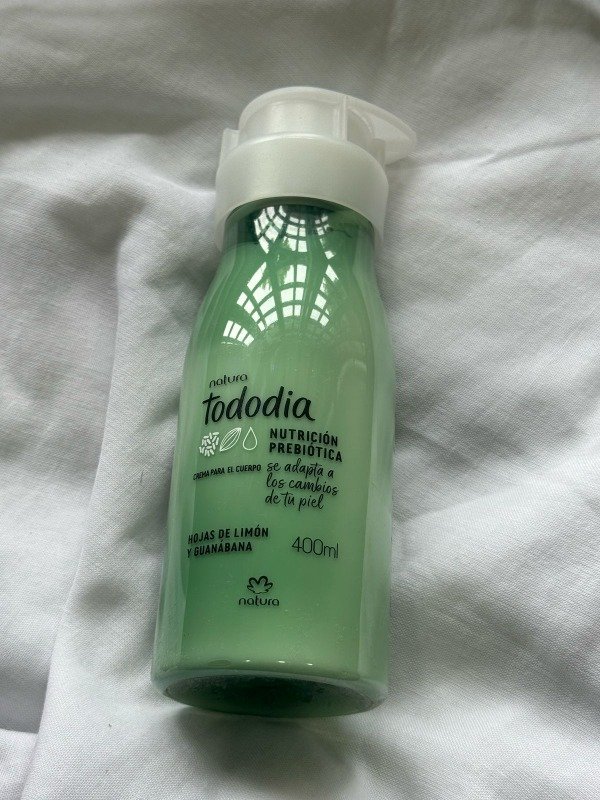 natura
tododia
NUTRICIÓN
PREBIÓTICA
CREMA PARA EL CUERPO
se adapta a
los cambios
de tu piel
HOJAS DE LIMÓN
Y GUANÁBANA
400ml
natura